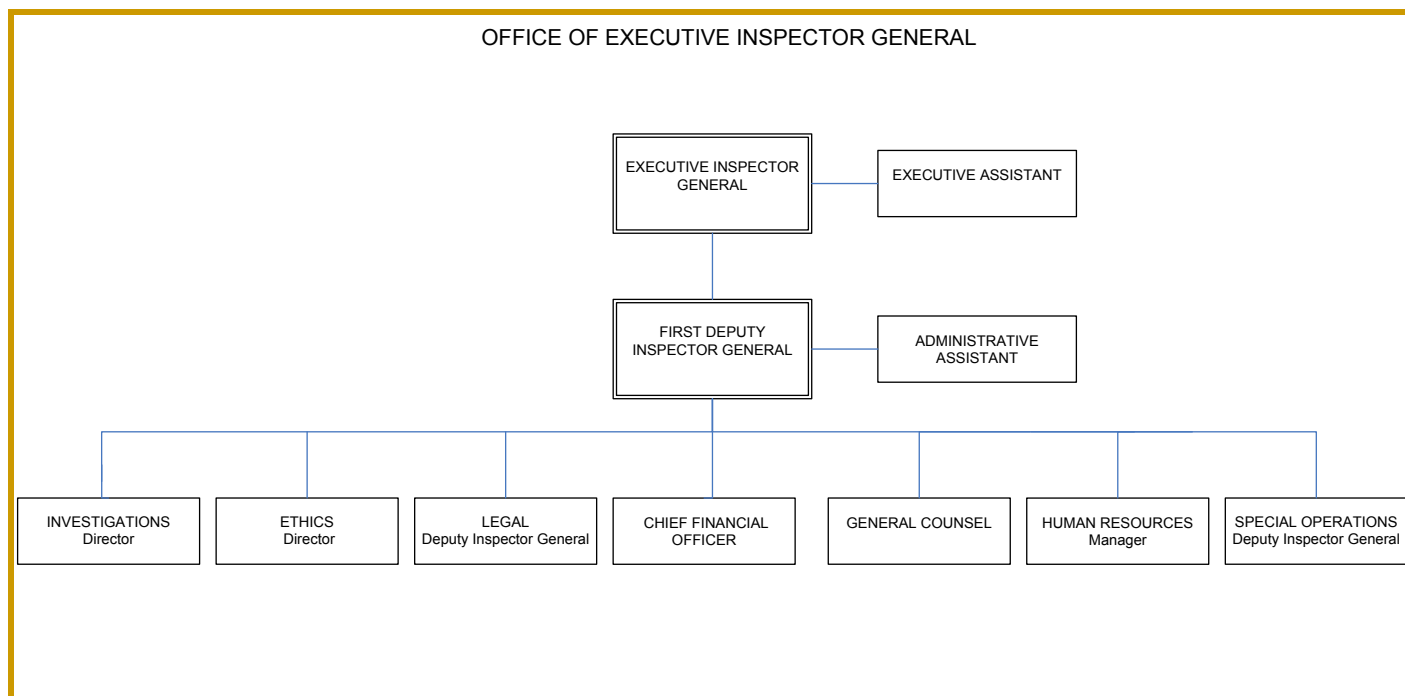 OFFICE OF EXECUTIVE INSPECTOR GENERAL
EXECUTIVE INSPECTOR
GENERAL
EXECUTIVE ASSISTANT
FIRST DEPUTY
INSPECTOR GENERAL
ADMINISTRATIVE
ASSISTANT
INVESTIGATIONS
Director
ETHICS
Director
LEGAL
Deputy Inspector General
CHIEF FINANCIAL
OFFICER
GENERAL COUNSEL
HUMAN RESOURCES
Manager
SPECIAL OPERATIONS
Deputy Inspector General